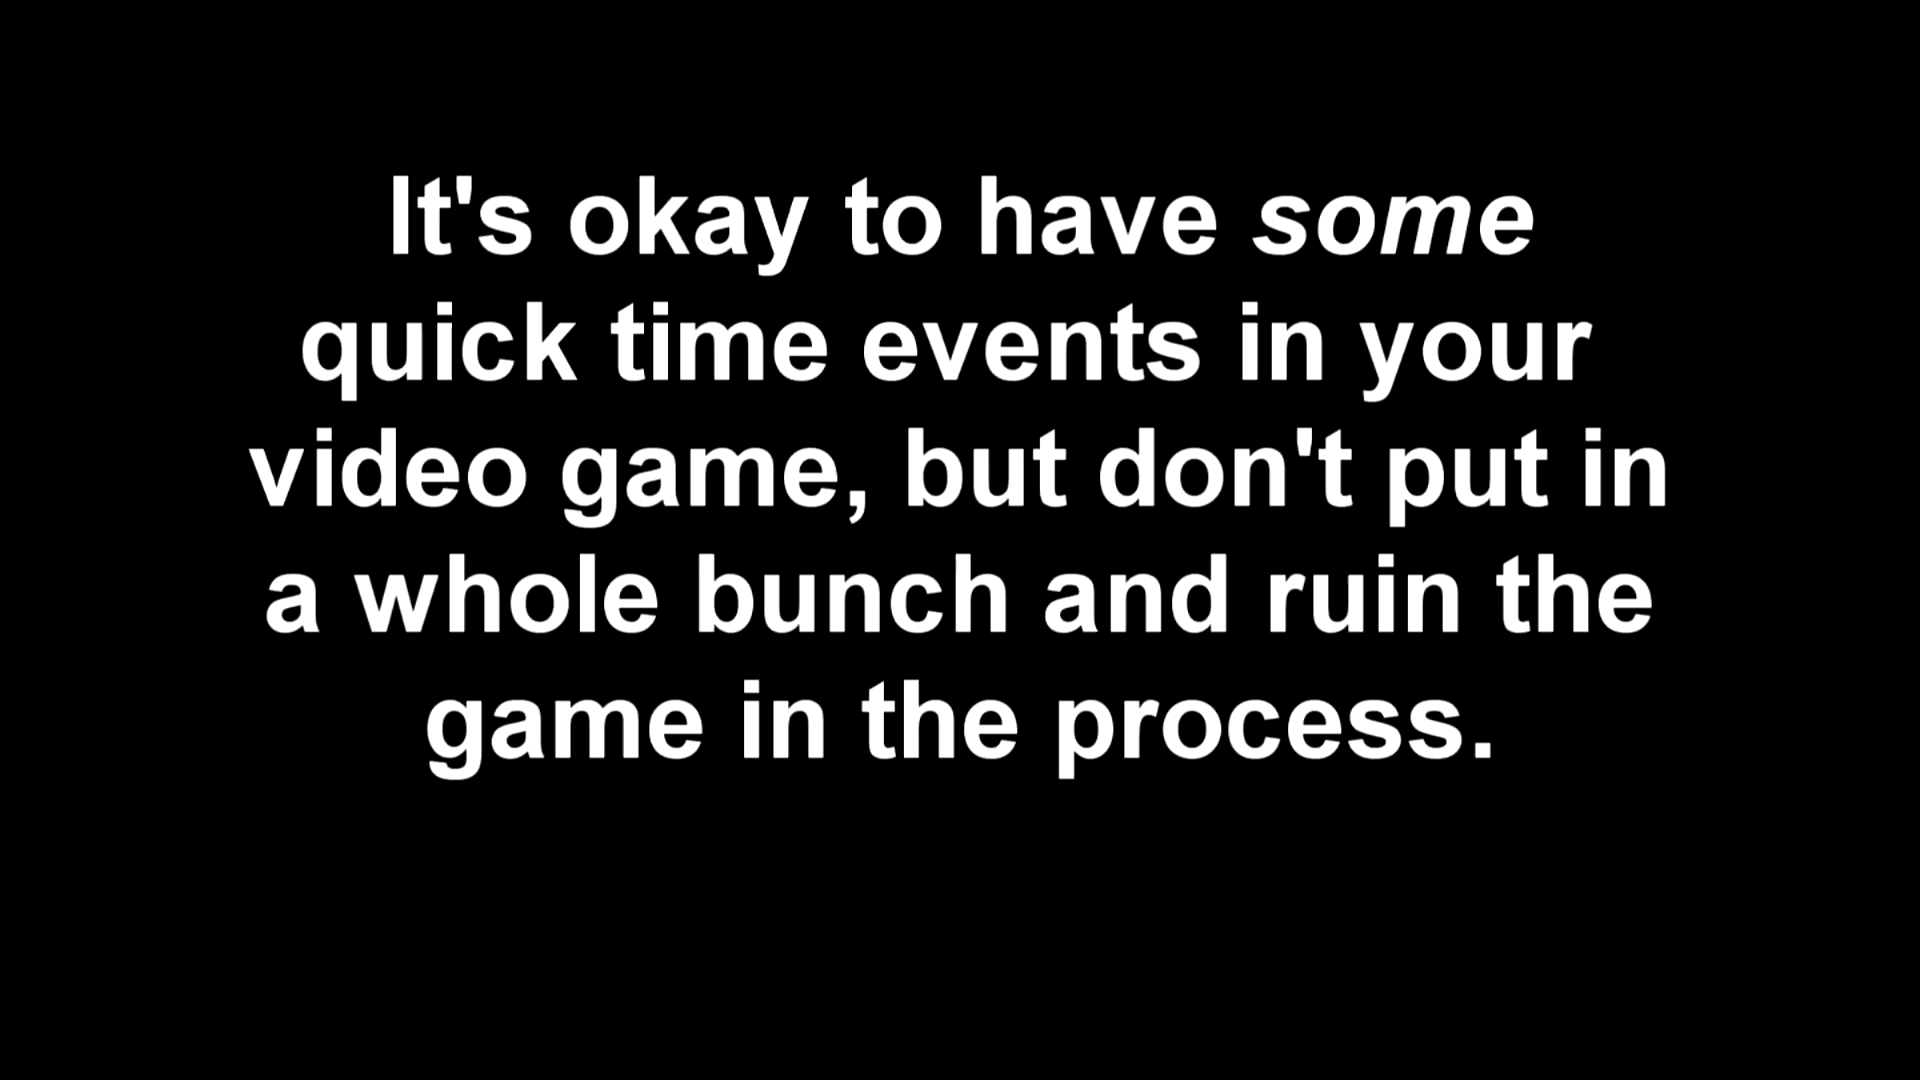 It's okay to have some
quick time events in your
video game, but don't put in
a whole bunch and ruin the
game in the process.